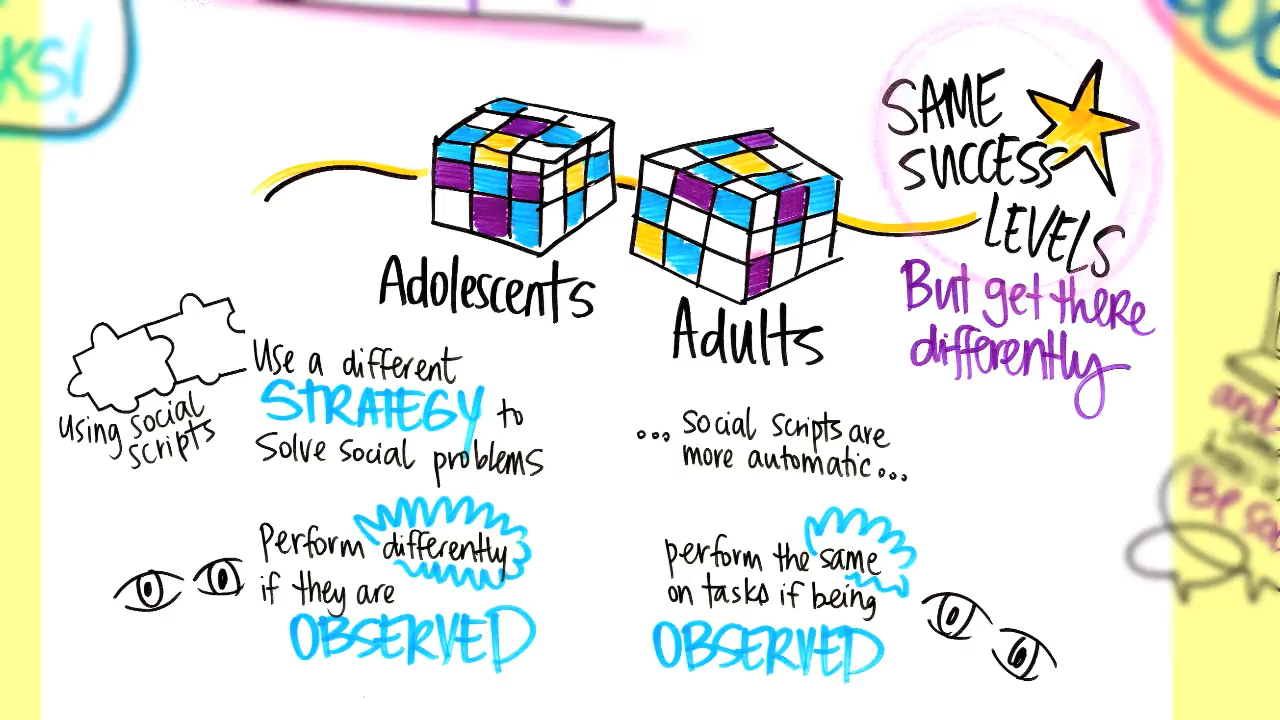 SAME
SUCCESS
LEVELS
But get there
differently
Adolescents
Adults
Using social
scripts
Use a different
STRATEGY to
solve social problems
... social scripts are
more automatic...
Perform differently
if they are
OBSERVED
perform the same
on tasks if being
OBSERVED
and
Be